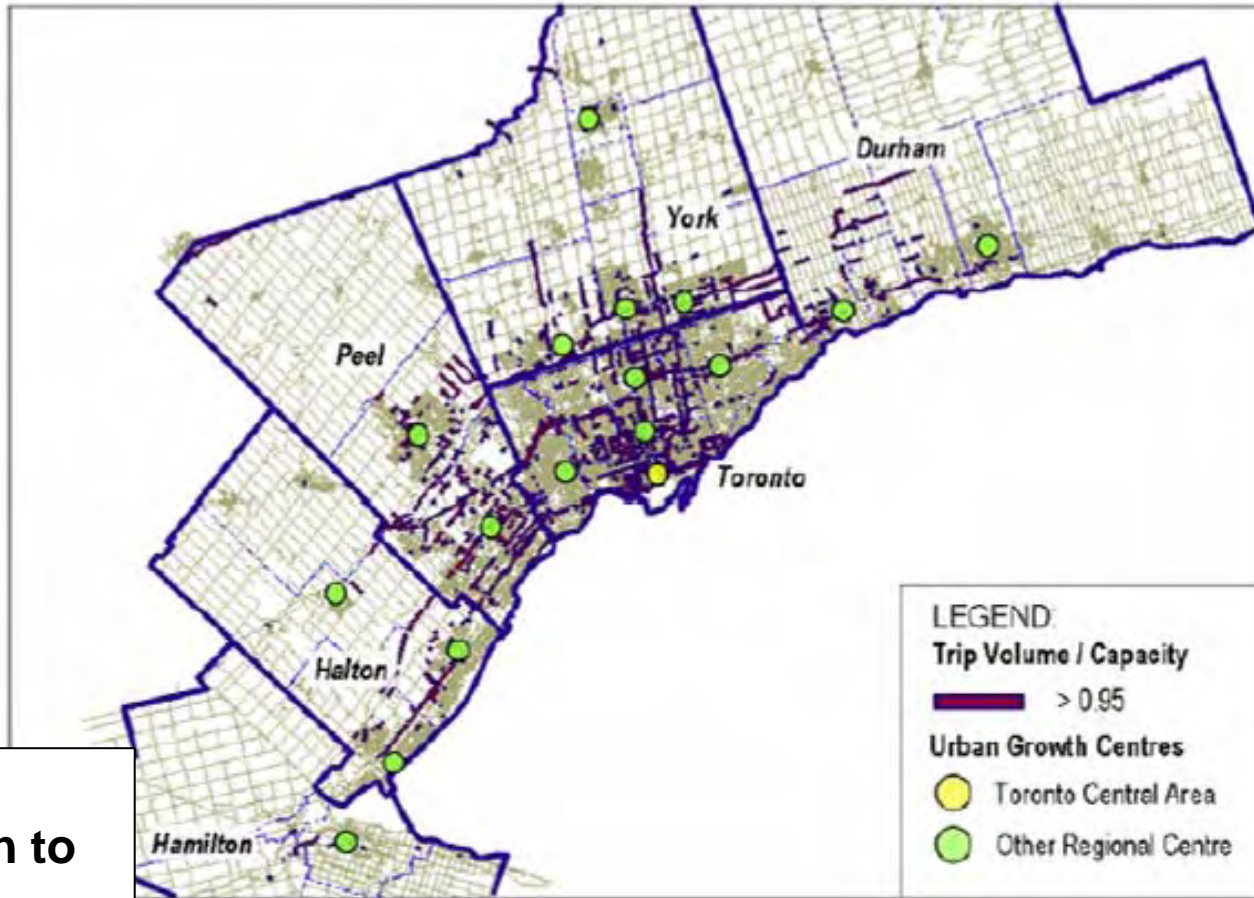 Durham
York
Peel
Toronto
Halton
Hamilton
n to
LEGEND
Trip Volume / Capacity
> 0.95
Urban Growth Centres
Toronto Central Area
Other Regional Centre